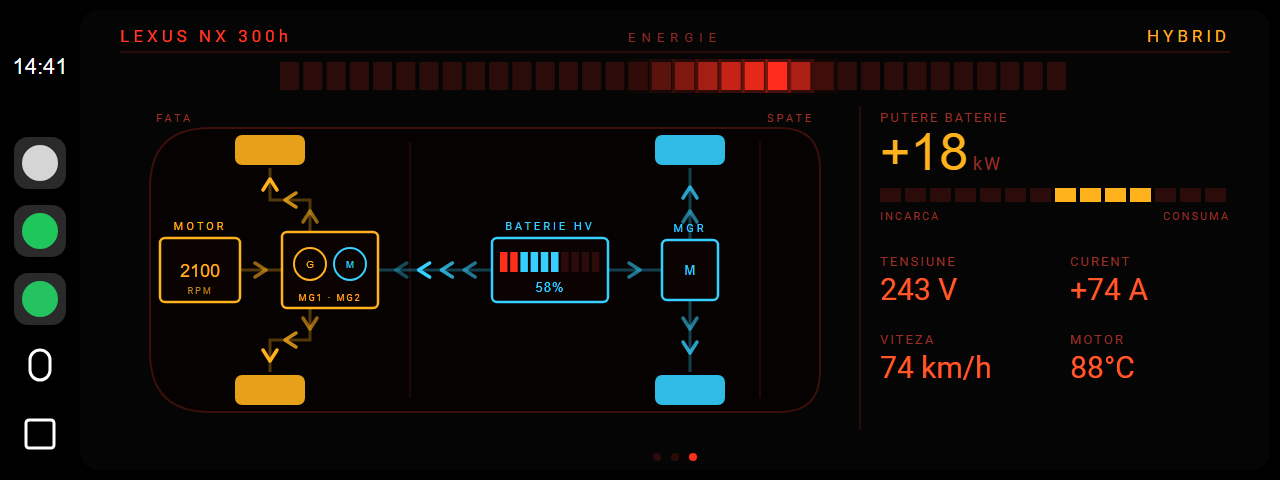 14:41
LEXUS NX 300h
ENERGIE
HYBRID
FATA
SPATE
MOTOR
2100
RPM
G
M
MG1 · MG2
BATERIE HV
58%
MGR
M
PUTERE BATERIE
+18 kW
INCARCA
CONSUMA
TENSIUNE
CURENT
243 V
+74 A
VITEZA
MOTOR
74 km/h
88°C